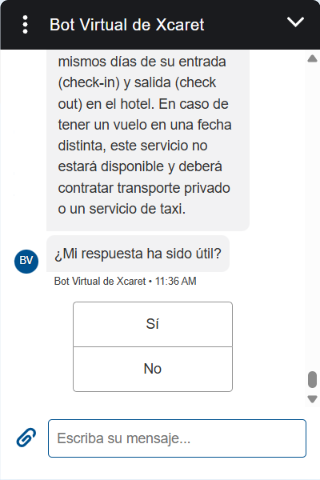 Bot Virtual de Xcaret
mismos días de su entrada
(check-in) y salida (check
out) en el hotel. En caso de
tener un vuelo en una fecha
distinta, este servicio no
estará disponible y deberá
contratar transporte privado
o un servicio de taxi.
¿Mi respuesta ha sido útil?
BV
Bot Virtual de Xcaret • 11:36 AM
Sí
No
Escriba su mensaje...